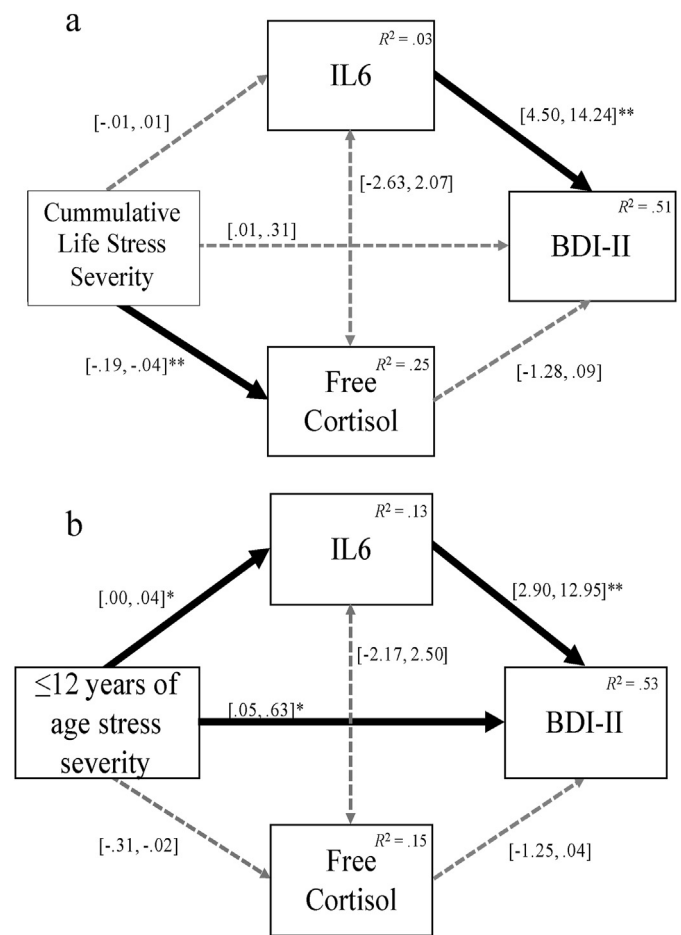 a
R² = .03
IL6
[-.01, .01]
[4.50, 14.24]**
[-2.63, 2.07]
Cummulative
Life Stress
Severity
[.01, .31]
R² = .51
BDI-II
[-.19, -.04]**
R² = .25
Free
Cortisol
[-1.28, .09]
b
R² = .13
IL6
[.00, .04]*
[2.90, 12.95]**
[-2.17, 2.50]
≤12 years of
age stress
severity
[.05, .63]*
R² = .53
BDI-II
[-.31, -.02]
R² = .15
Free
Cortisol
[-1.25, .04]